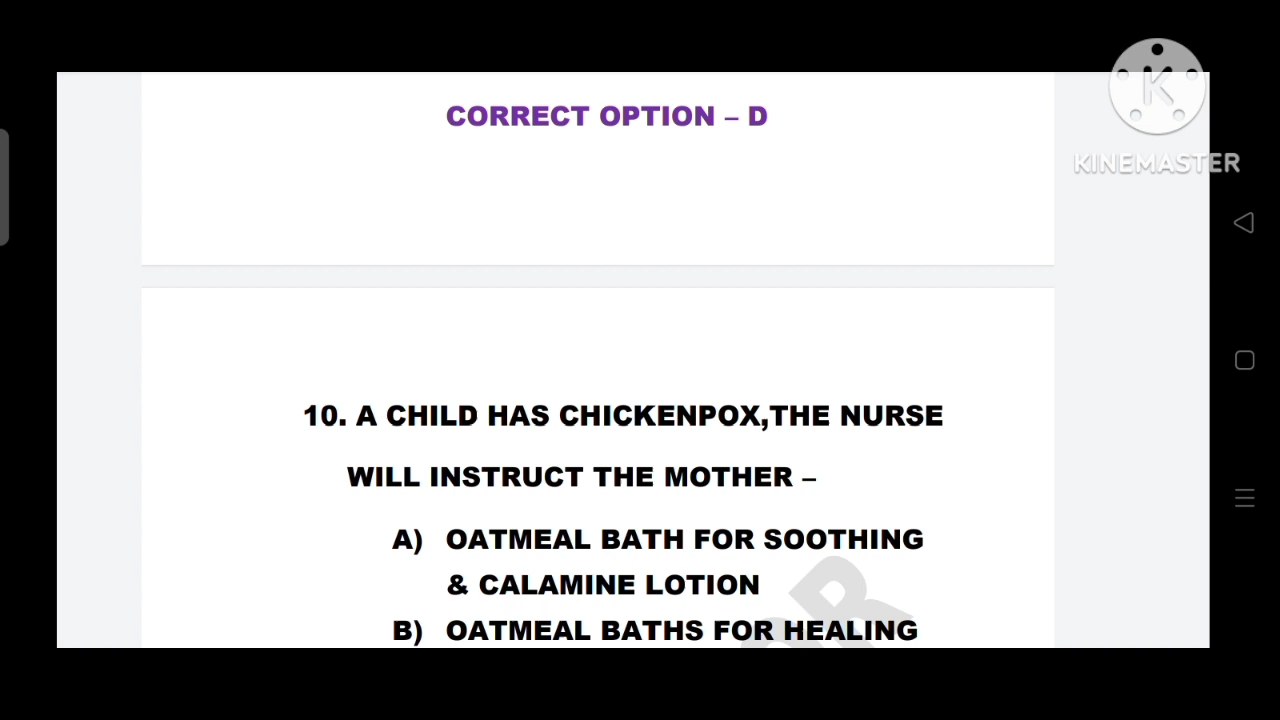 CORRECT OPTION – D
KINEMASTER
10. A CHILD HAS CHICKENPOX,THE NURSE
WILL INSTRUCT THE MOTHER –
A) OATMEAL BATH FOR SOOTHING
& CALAMINE LOTION
B) OATMEAL BATHS FOR HEALING